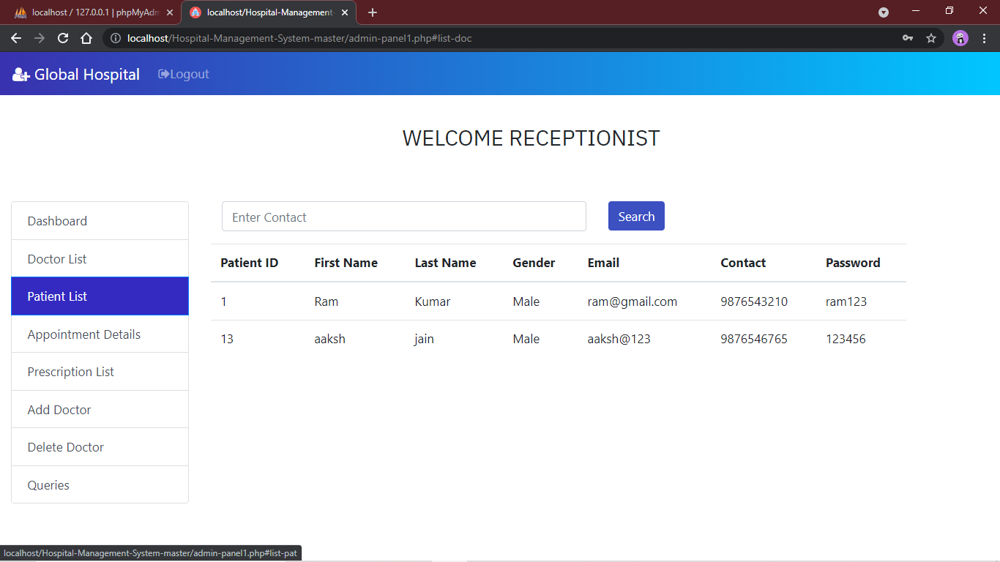 localhost / 127.0.0.1 | phpMyAdm
localhost/Hospital-Management-
localhost/Hospital-Management-System-master/admin-panel1.php#list-doc
Global Hospital Logout
WELCOME RECEPTIONIST
Dashboard
Doctor List
Patient List
Appointment Details
Prescription List
Add Doctor
Delete Doctor
Queries
Enter Contact Search
Patient ID First Name Last Name Gender Email Contact Password
1 Ram Kumar Male ram@gmail.com 9876543210 ram123
13 aaksh jain Male aaksh@123 9876546765 123456
localhost/Hospital-Management-System-master/admin-panel1.php#list-pat